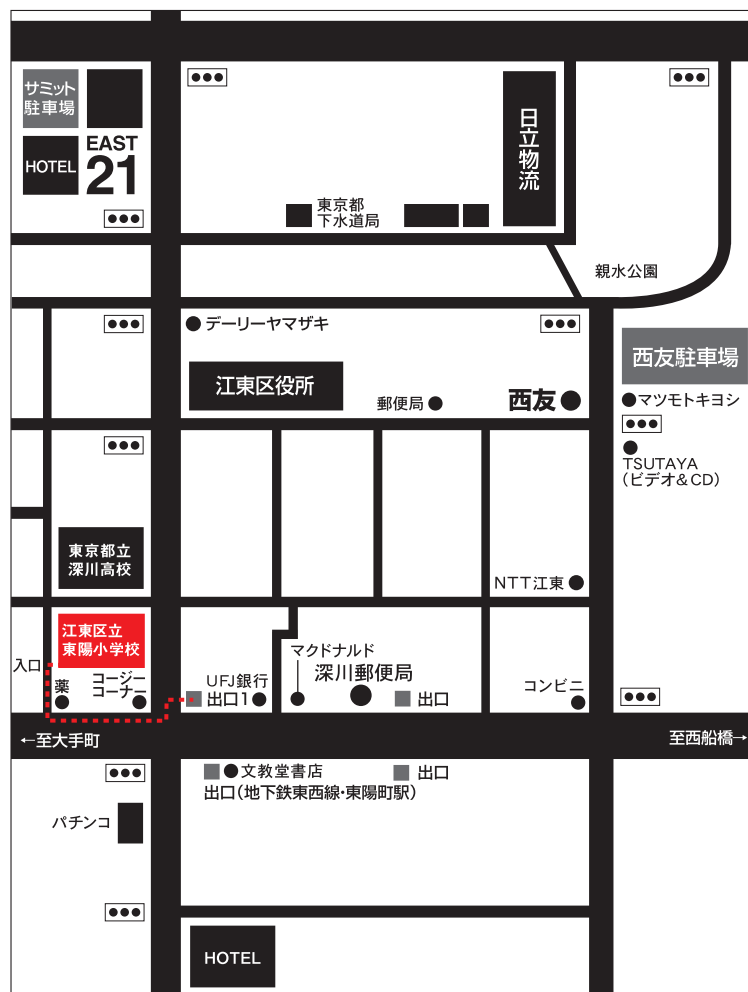 サミット
駐車場
HOTEL
EAST
21
日立物流
東京都
下水道局
親水公園
デーリーヤマザキ
江東区役所
郵便局
西友
西友駐車場
マツモトキヨシ
TSUTAYA
(ビデオ&CD)
東京都立
深川高校
NTT江東
江東区立
東陽小学校
入口
薬
コージー
コーナー
UFJ銀行
出口1
マクドナルド
深川郵便局
出口
コンビニ
←至大手町
至西船橋→
文教堂書店
出口(地下鉄東西線・東陽町駅)
出口
パチンコ
HOTEL